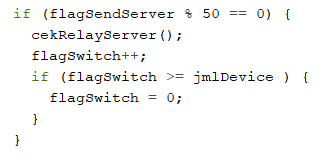 if (flagSendServer % 50 == 0) {
  cekRelayServer();
  flagSwitch++;
  if (flagSwitch >= jmlDevice ) {
    flagSwitch = 0;
  }
}